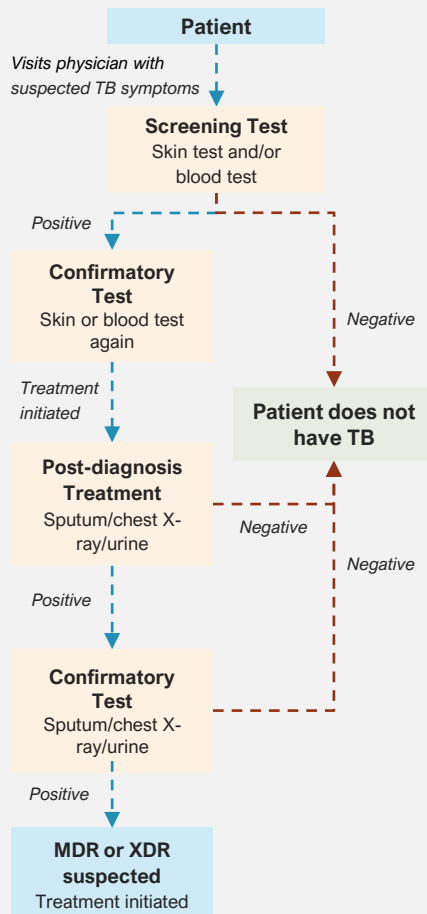 Patient
Visits physician with
suspected TB symptoms
Screening Test
Skin test and/or
blood test
Positive
Confirmatory
Test
Skin or blood test
again
Negative
Treatment
initiated
Patient does not
have TB
Post-diagnosis
Treatment
Sputum/chest X-
ray/urine
Negative
Negative
Positive
Confirmatory
Test
Sputum/chest X-
ray/urine
Positive
MDR or XDR
suspected
Treatment initiated